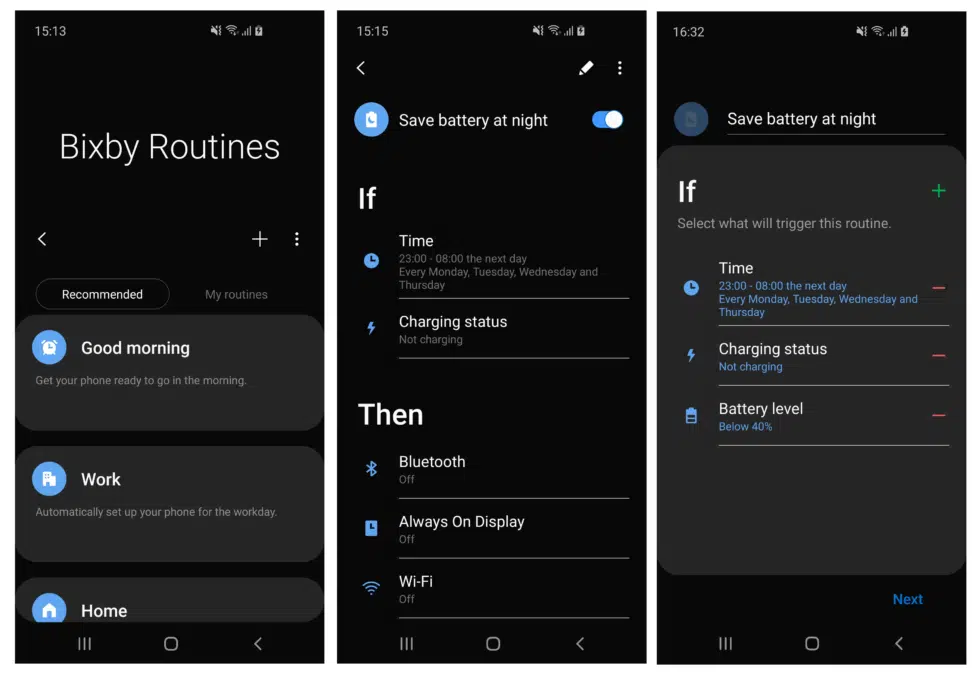 15:13
Bixby Routines
Recommended
My routines
Good morning
Get your phone ready to go in the morning.
Work
Automatically set up your phone for the workday.
Home
15:15
Save battery at night
If
Time
23:00 - 08:00 the next day
Every Monday, Tuesday, Wednesday and
Thursday
Charging status
Not charging
Then
Bluetooth
Off
Always On Display
Off
Wi-Fi
Off
16:32
Save battery at night
If
Select what will trigger this routine.
Time
23:00 - 08:00 the next day
Every Monday, Tuesday, Wednesday and
Thursday
Charging status
Not charging
Battery level
Below 40%
Next